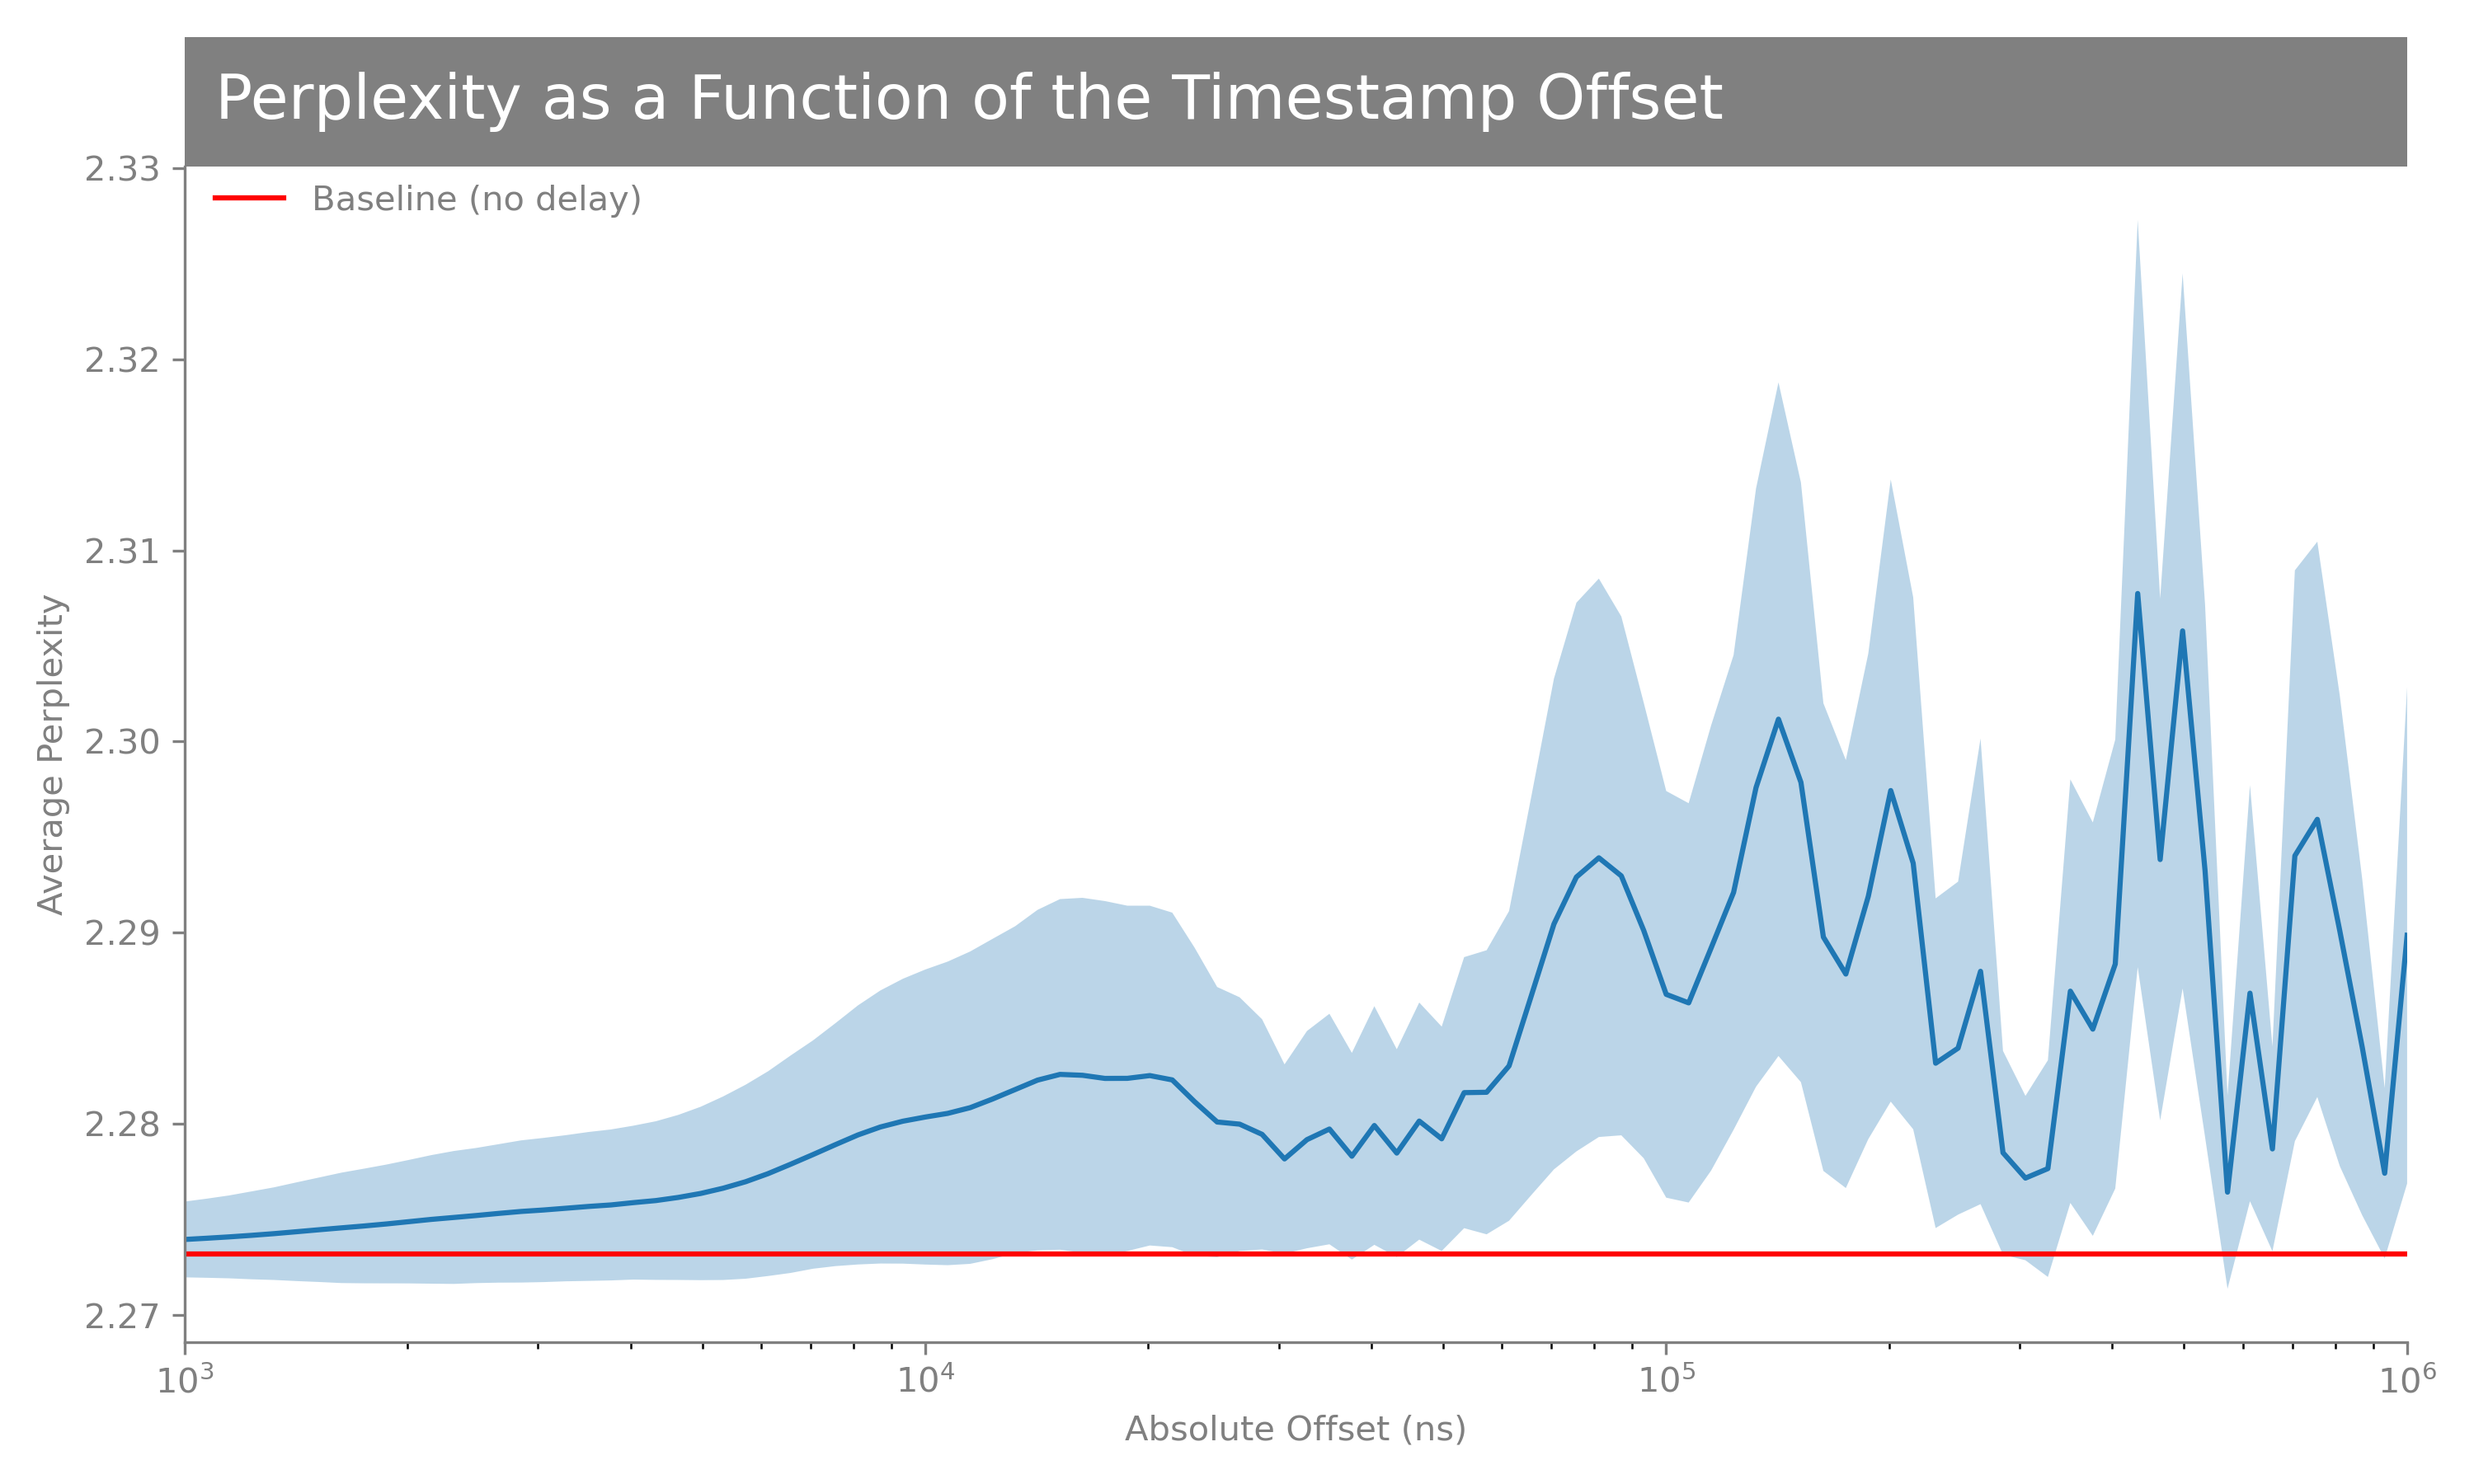 Perplexity as a Function of the Timestamp Offset
Baseline (no delay)
2.33
2.32
2.31
2.30
2.29
2.28
2.27
Average Perplexity
10³ 10⁴ 10⁵ 10⁶
Absolute Offset (ns)